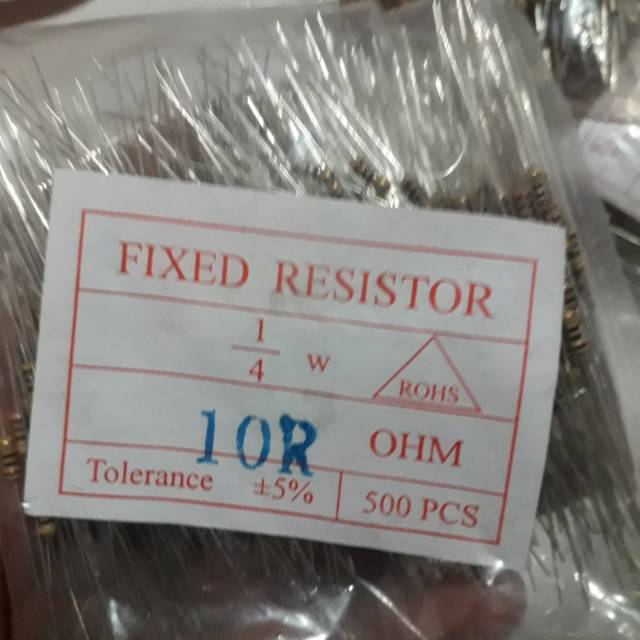 FIXED RESISTOR
1/4 W
ROHS
10R OHM
Tolerance ±5% 500 PCS